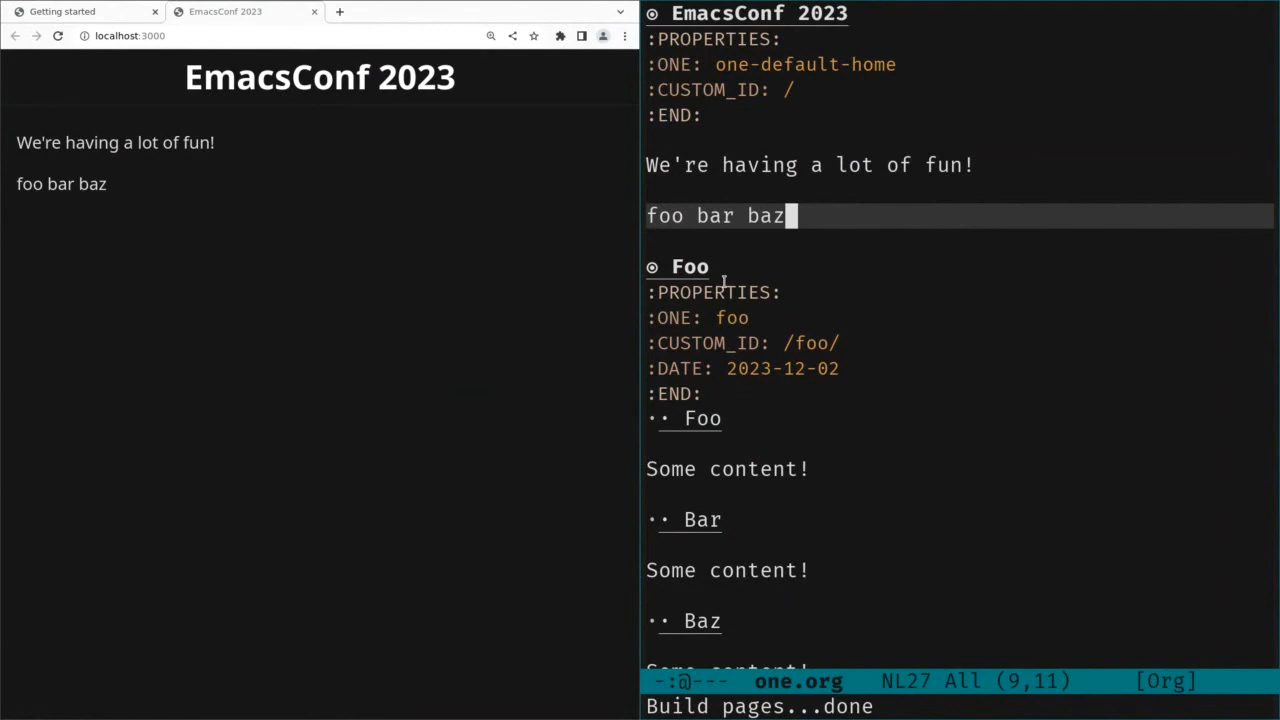 Getting started
EmacsConf 2023
localhost:3000
EmacsConf 2023
We're having a lot of fun!
foo bar baz
EmacsConf 2023
:PROPERTIES:
:ONE: one-default-home
:CUSTOM_ID: /
:END:
We're having a lot of fun!
foo bar baz
Foo
:PROPERTIES:
:ONE: foo
:CUSTOM_ID: /foo/
:DATE: 2023-12-02
:END:
·· Foo
Some content!
·· Bar
Some content!
·· Baz
Some content!
-:@--- one.org NL27 All (9,11) [Org]
Build pages...done